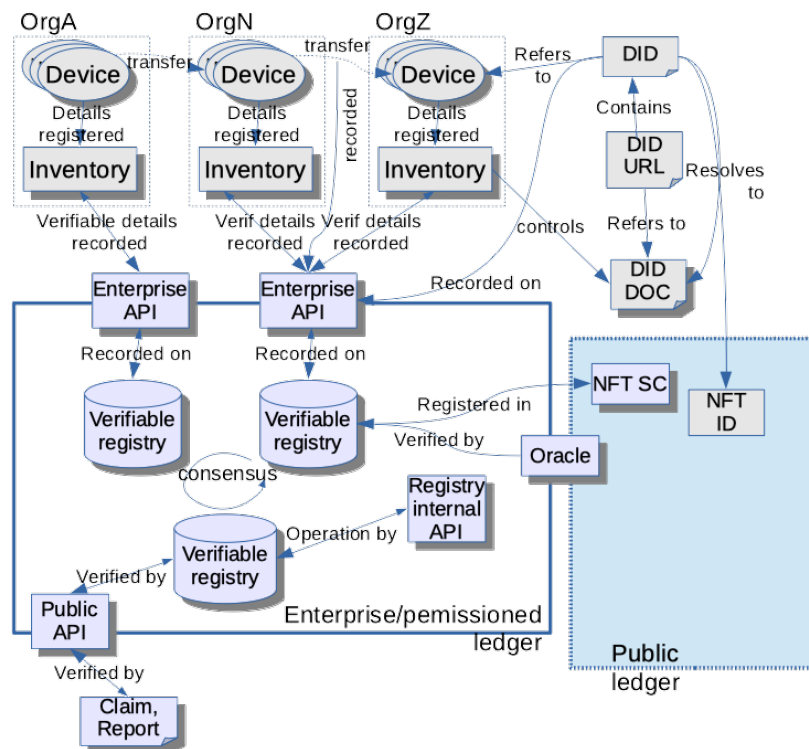 OrgA
OrgN
OrgZ
Device
transfer
Device
transfer
Device
Refers
to
DID
Details
registered
Details
registered
recorded
Details
registered
Contains
Inventory
Inventory
Inventory
DID
URL
Resolves
to
Verifiable details
recorded
Verif details
recorded
Verif details
recorded
controls
Refers to
Enterprise
API
Enterprise
API
Recorded on
DID
DOC
Recorded on
Recorded on
NFT SC
NFT
ID
Verifiable
registry
Verifiable
registry
Registered in
Verified by
Oracle
consensus
Registry
internal
API
Verifiable
registry
Operation by
Verified by
Public
API
Enterprise/pemissioned
ledger
Public
ledger
Verified by
Claim,
Report